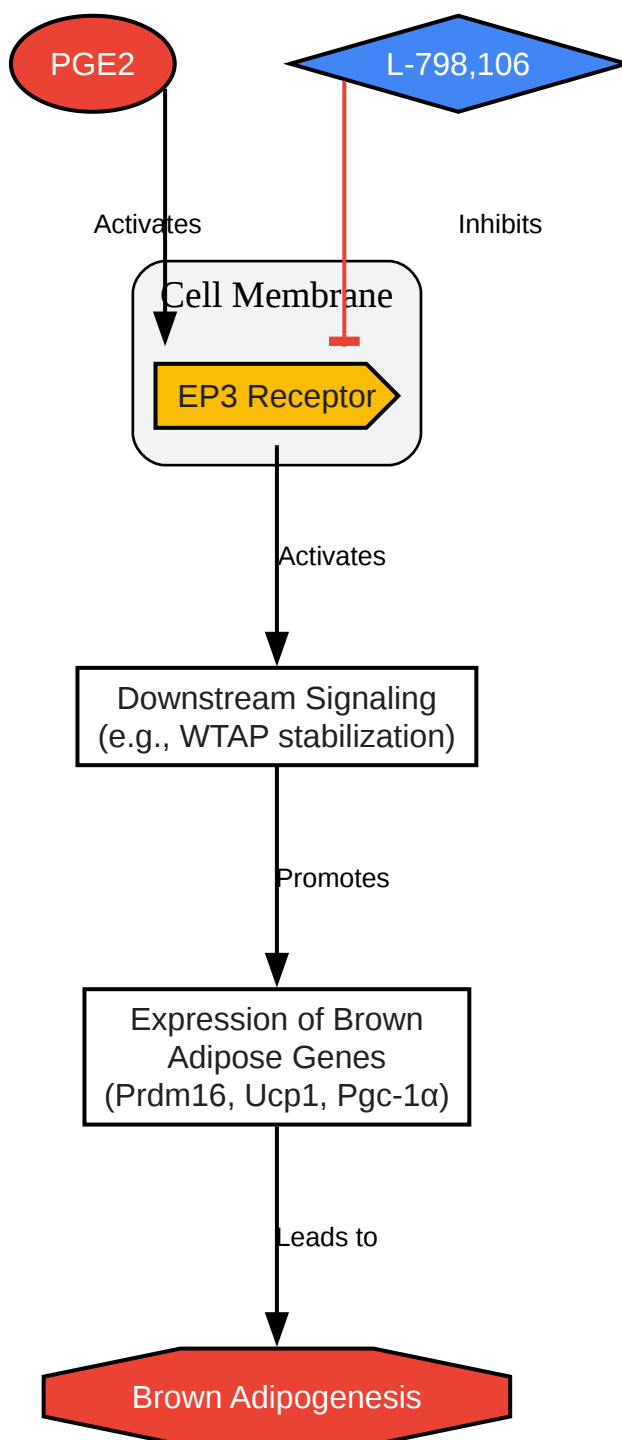 PGE2
L-798,106
Activates
Inhibits
Cell Membrane
EP3 Receptor
Activates
Downstream Signaling
(e.g., WTAP stabilization)
Promotes
Expression of Brown
Adipose Genes
(Prdm16, Ucp1, Pgc-1α)
Leads to
Brown Adipogenesis